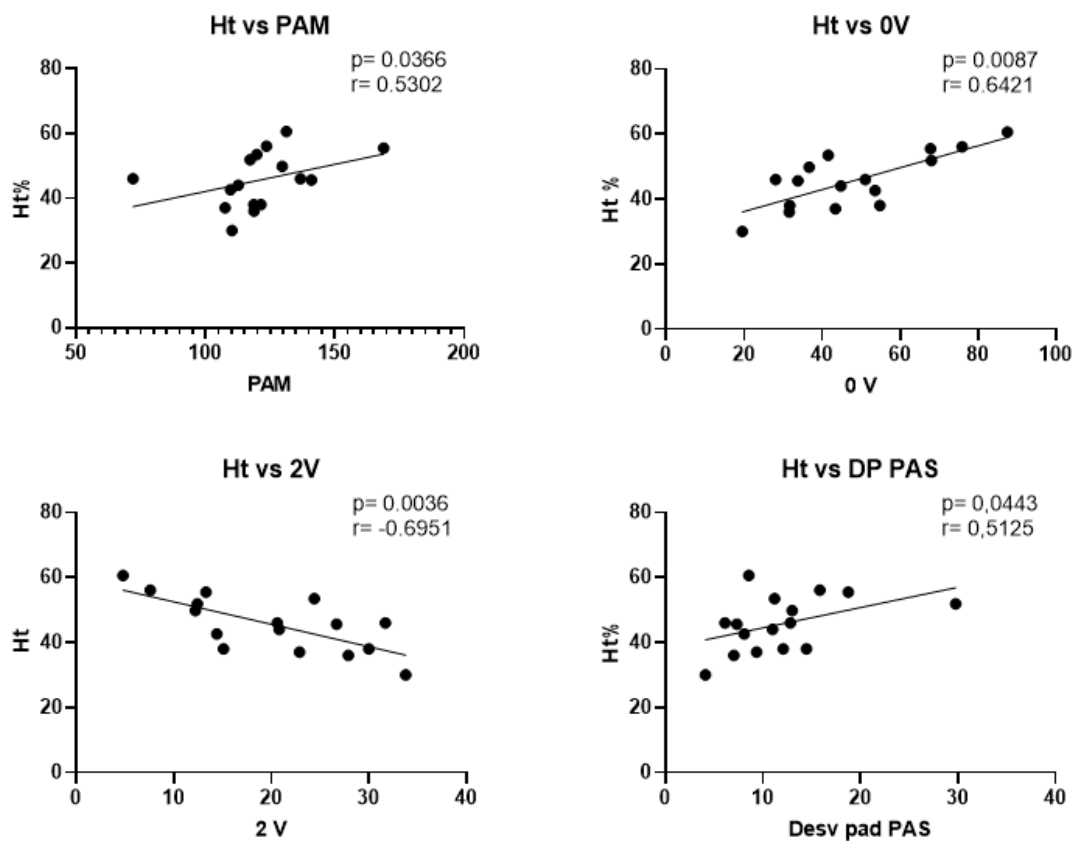 Ht vs PAM
p= 0.0366
r= 0.5302
80
60
40
20
0
Ht%
50
100
150
200
PAM
Ht vs 0V
p= 0.0087
r= 0.6421
80
60
40
20
0
Ht %
0
20
40
60
80
100
0 V
Ht vs 2V
p= 0.0036
r= -0.6951
80
60
40
20
0
Ht
0
10
20
30
40
2 V
Ht vs DP PAS
p= 0,0443
r= 0,5125
80
60
40
20
0
Ht%
0
10
20
30
40
Desv pad PAS